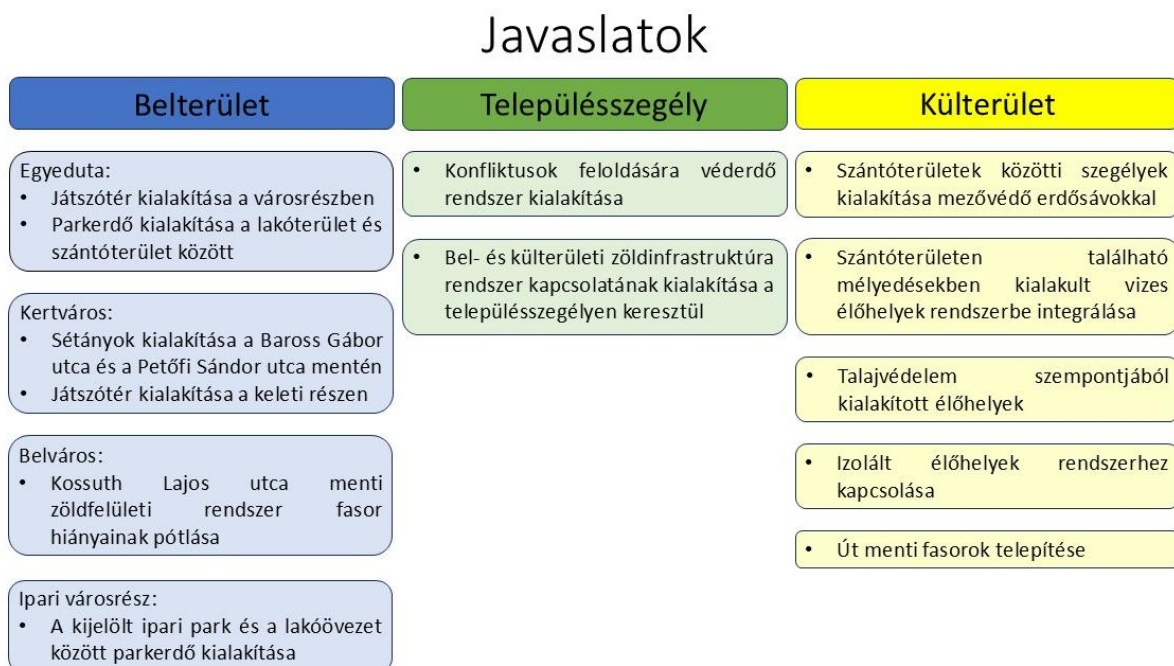 Javaslatok
Belterület
Egyeduta:
• Játszótér kialakítása a városrészben
• Parkerdő kialakítása a lakóterület és
szántóterület között
Kertváros:
• Sétányok kialakítása a Baross Gábor
utca és a Petőfi Sándor utca mentén
• Játszótér kialakítása a keleti részen
Belváros:
• Kossuth Lajos utca menti
zöldfelületi rendszer fasor
hiányainak pótlása
Ipari városrész:
• A kijelölt ipari park és a lakóövezet
között parkerdő kialakítása
Településszegély
• Konfliktusok feloldására véderdő
rendszer kialakítása
• Bel- és külterületi zöldinfrastruktúra
rendszer kapcsolatának kialakítása a
településszegélyen keresztül
Külterület
• Szántóterületek közötti szegélyek
kialakítása mezővédő erdősávokkal
• Szántóterületen található
mélyedésekben kialakult vizes
élőhelyek rendszerbe integrálása
• Talajvédelem szempontjából
kialakított élőhelyek
• Izolált élőhelyek rendszerhez
kapcsolása
• Út menti fasorok telepítése